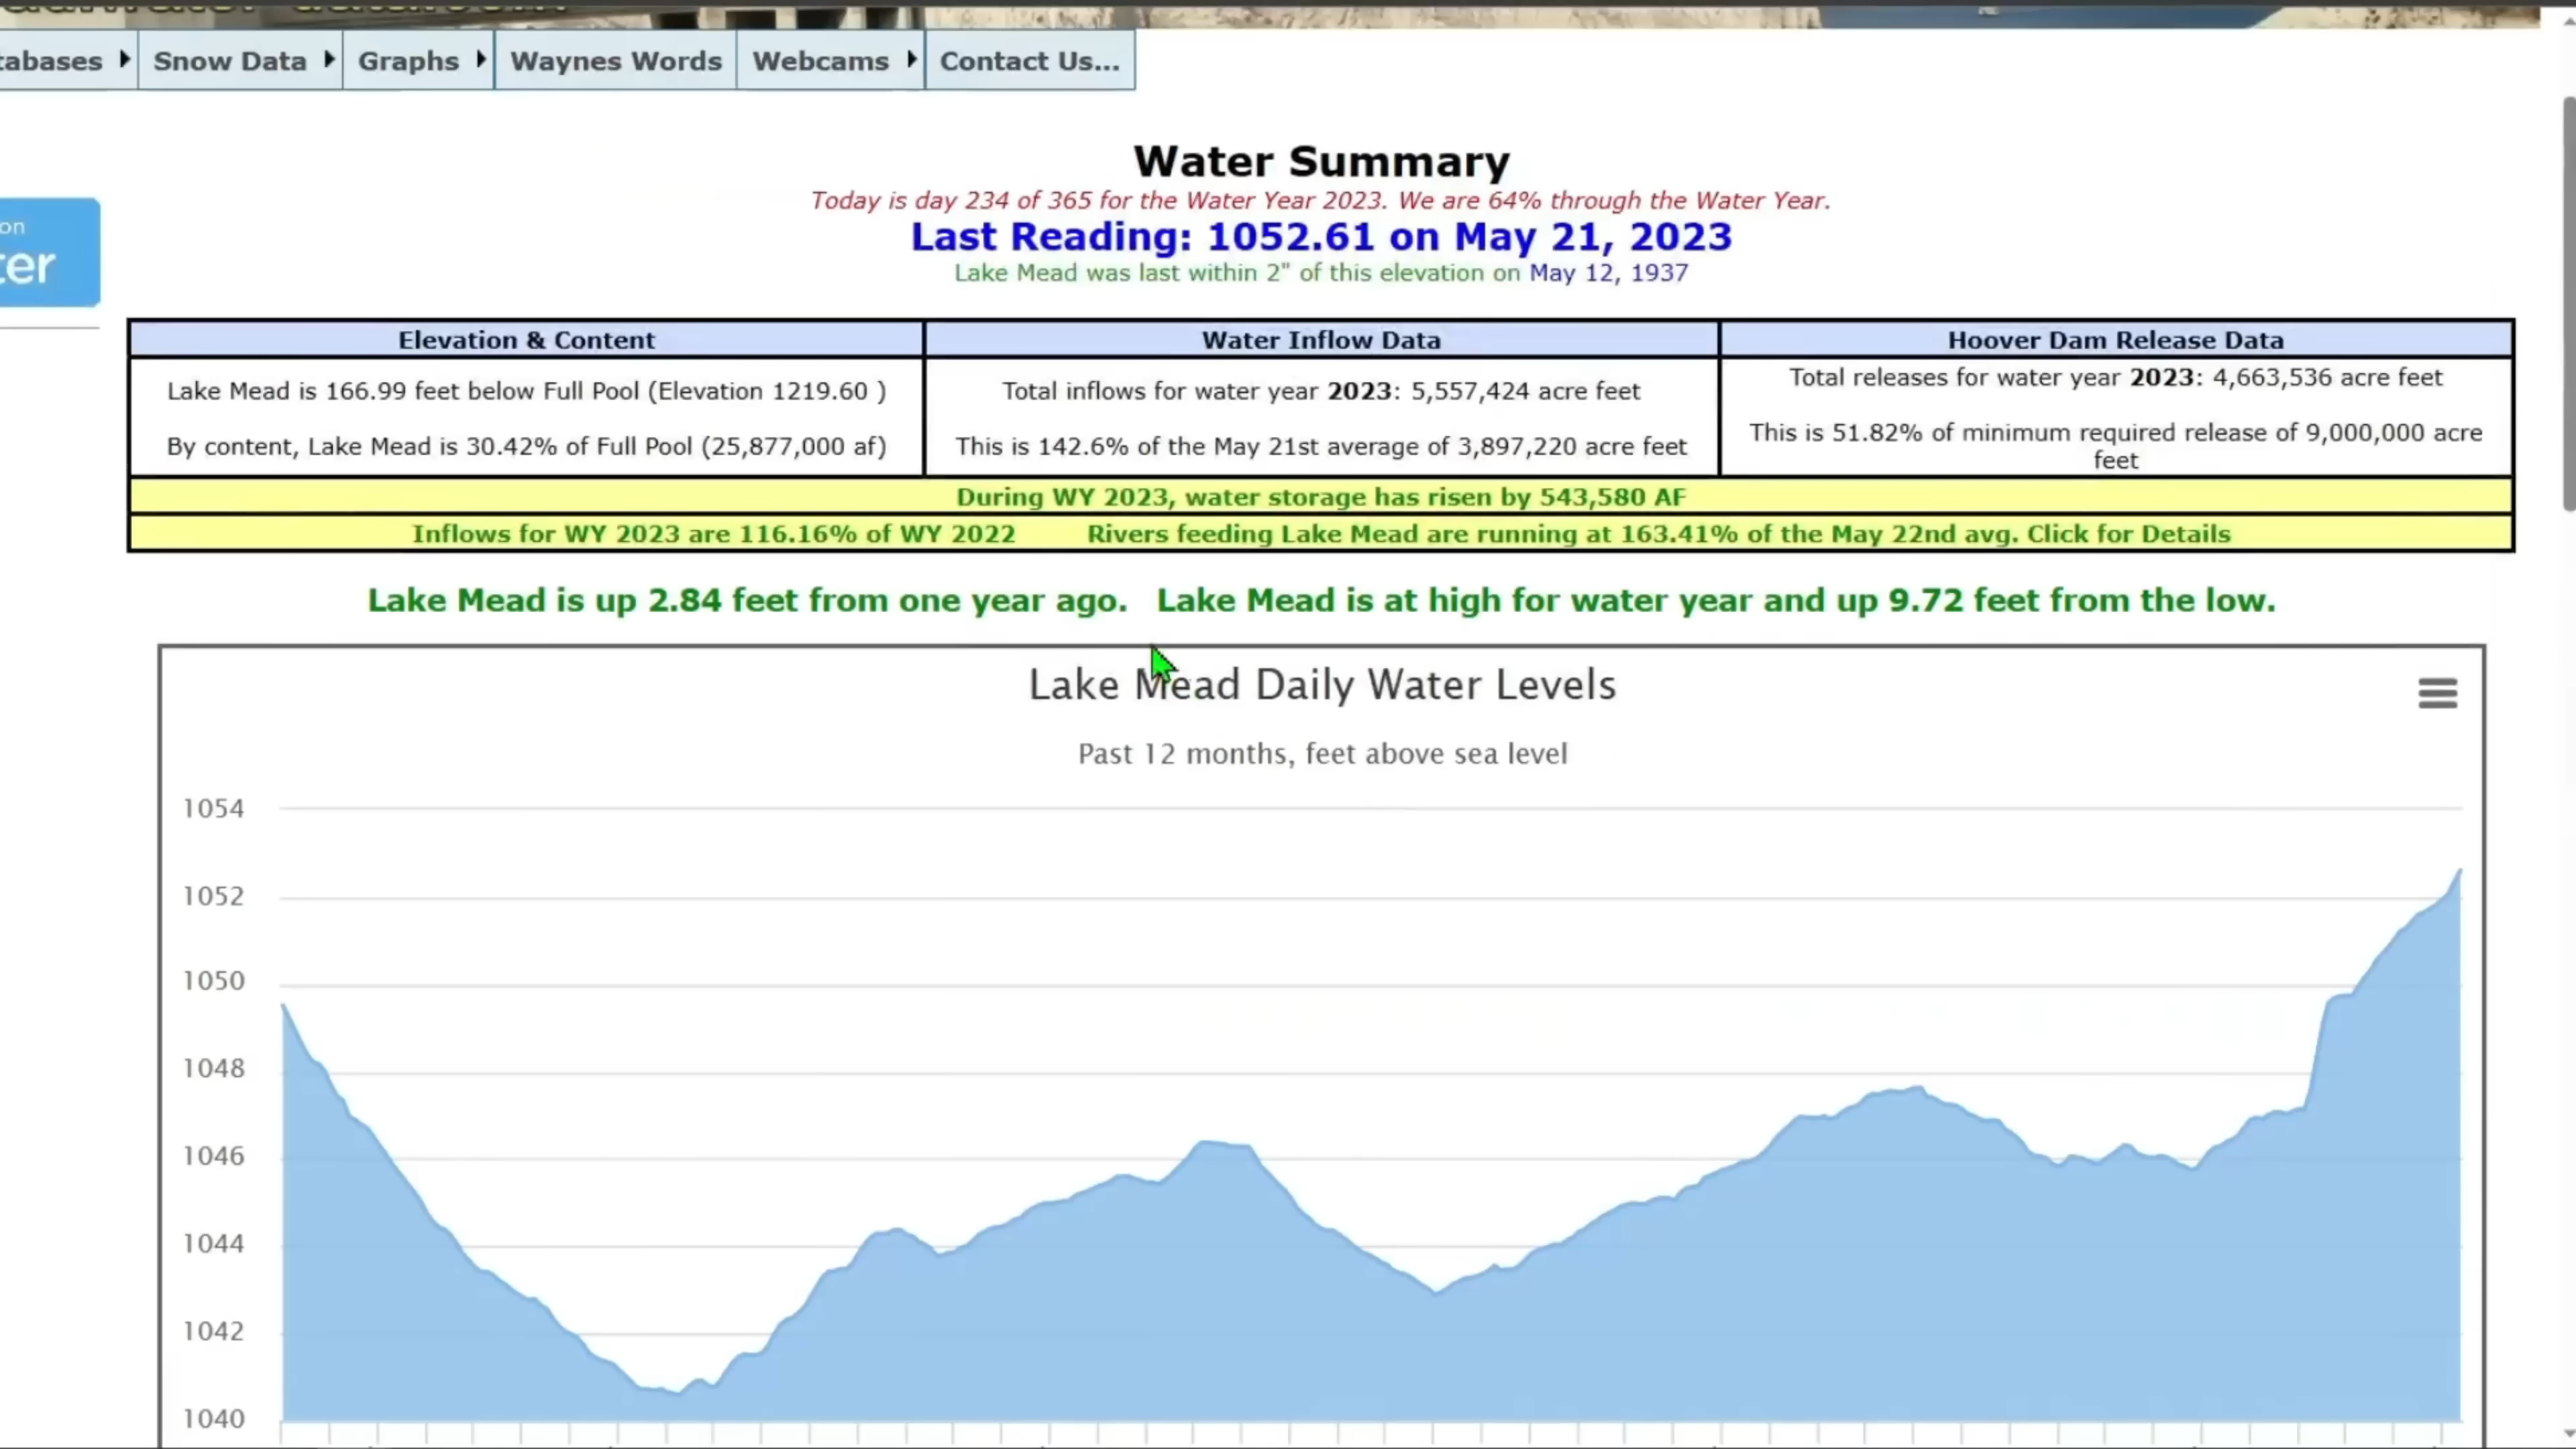 Snow Data
Graphs
Waynes Words
Webcams
Contact Us...
Water Summary
Today is day 234 of 365 for the Water Year 2023. We are 64% through the Water Year.
Last Reading: 1052.61 on May 21, 2023
Lake Mead was last within 2" of this elevation on May 12, 1937
on
Elevation & Content
Lake Mead is 166.99 feet below Full Pool (Elevation 1219.60 )
By content, Lake Mead is 30.42% of Full Pool (25,877,000 af)
Water Inflow Data
Total inflows for water year 2023: 5,557,424 acre feet
This is 142.6% of the May 21st average of 3,897,220 acre feet
Hoover Dam Release Data
Total releases for water year 2023: 4,663,536 acre feet
This is 51.82% of minimum required release of 9,000,000 acre
feet
During WY 2023, water storage has risen by 543,580 AF
Inflows for WY 2023 are 116.16% of WY 2022 Rivers feeding Lake Mead are running at 163.41% of the May 22nd avg. Click for Details
Lake Mead is up 2.84 feet from one year ago. Lake Mead is at high for water year and up 9.72 feet from the low.
Lake Mead Daily Water Levels
Past 12 months, feet above sea level
1054
1052
1050
1048
1046
1044
1042
1040